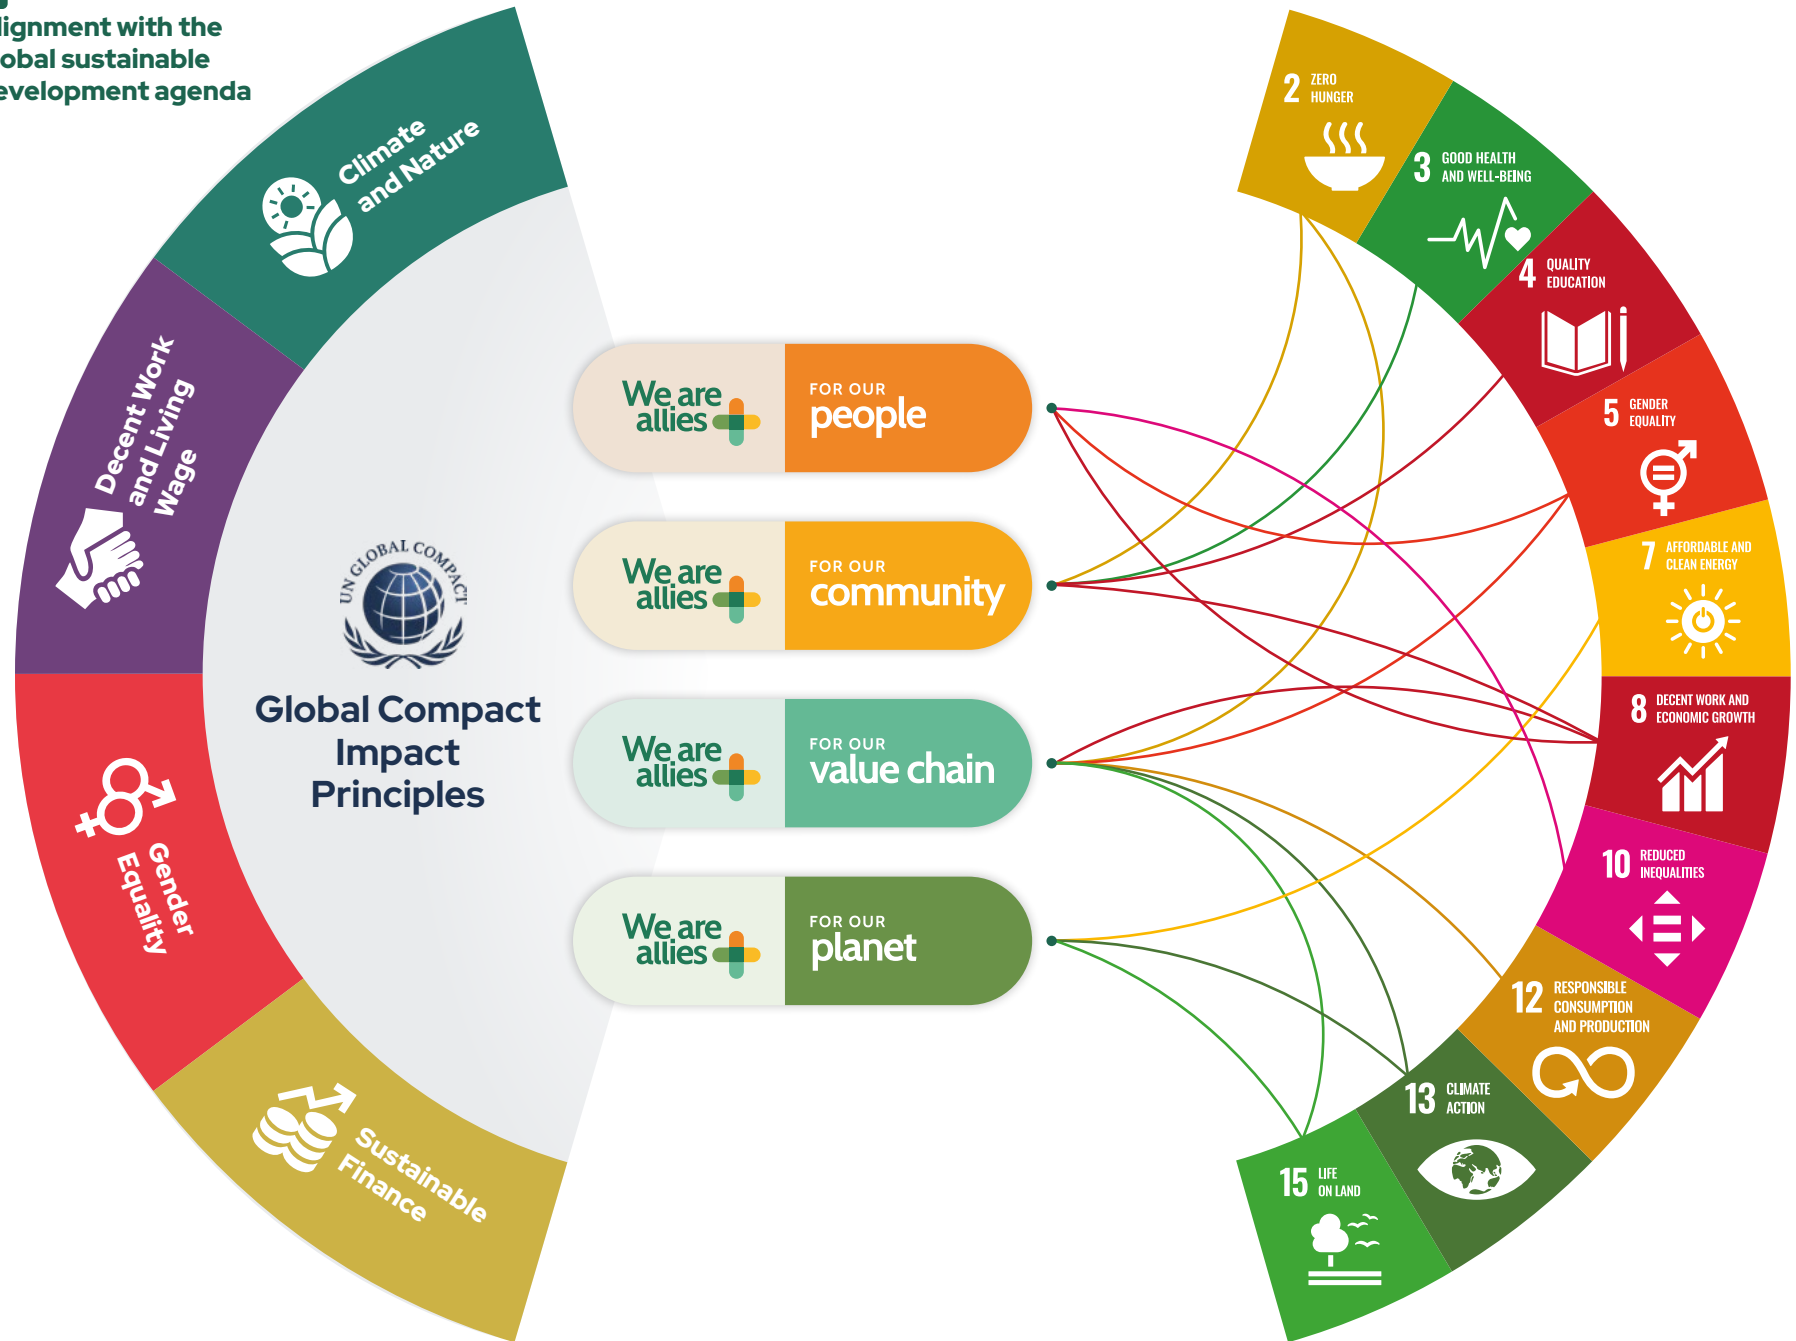 lignment with the
obal sustainable
evelopment agenda
Climate
and Nature
Decent Work
and Living
Wage
Gender
Equality
Sustainable
Finance
UN GLOBAL COMPACT
Global Compact
Impact
Principles
We are
allies
FOR OUR
people
We are
allies
FOR OUR
community
We are
allies
FOR OUR
value chain
We are
allies
FOR OUR
planet
2 ZERO
HUNGER
3 GOOD HEALTH
AND WELL-BEING
4 QUALITY
EDUCATION
5 GENDER
EQUALITY
7 AFFORDABLE AND
CLEAN ENERGY
8 DECENT WORK AND
ECONOMIC GROWTH
10 REDUCED
INEQUALITIES
12 RESPONSIBLE
CONSUMPTION
AND PRODUCTION
13 CLIMATE
ACTION
15 LIFE
ON LAND